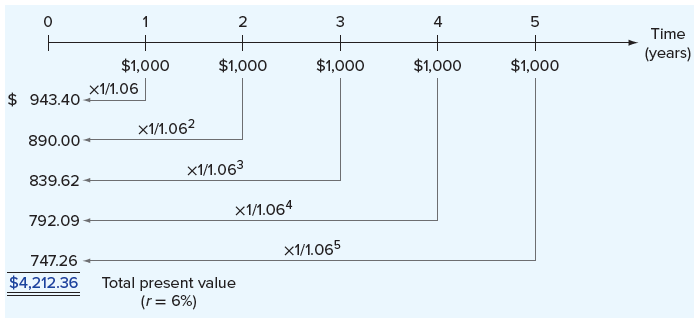 0 1 2 3 4 5
Time
(years)
$1,000 $1,000 $1,000 $1,000 $1,000
×1/1.06
$ 943.40
×1/1.06²
890.00
×1/1.06³
839.62
×1/1.06⁴
792.09
×1/1.06⁵
747.26
$4,212.36 Total present value
(r = 6%)